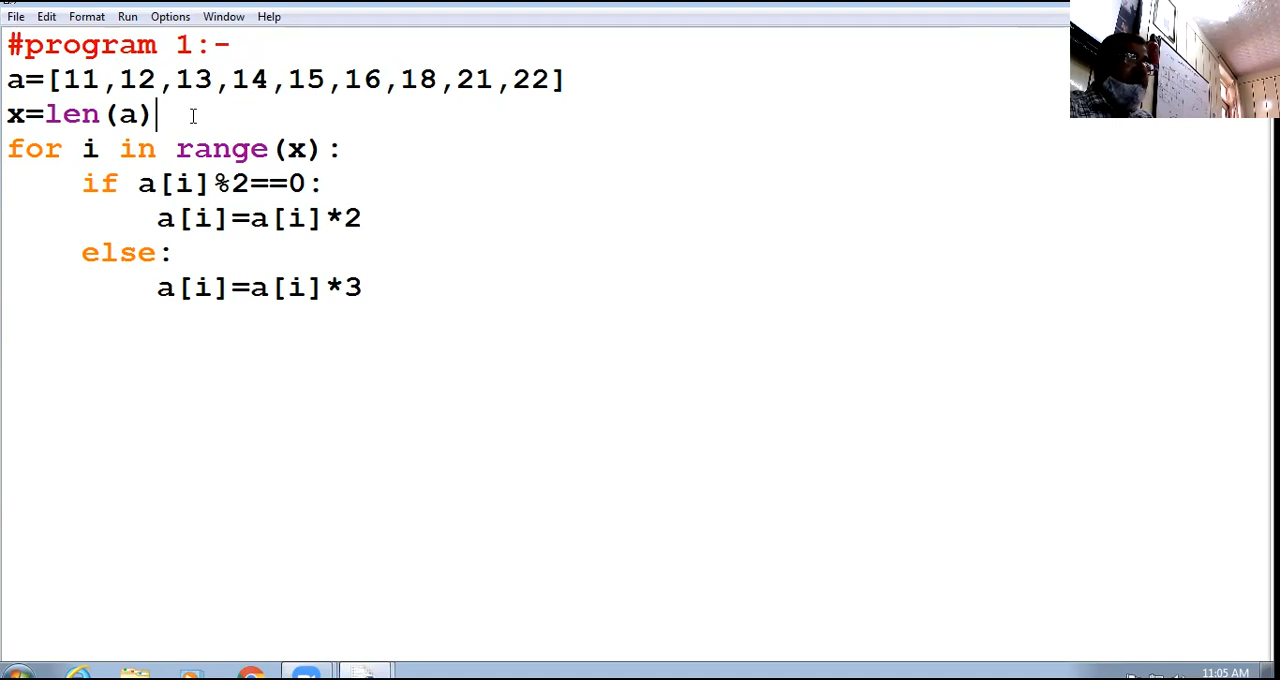 File Edit Format Run Options Window Help
#program 1:-
a=[11,12,13,14,15,16,18,21,22]
x=len(a)
for i in range(x):
    if a[i]%2==0:
        a[i]=a[i]*2
    else:
        a[i]=a[i]*3
11:05 AM